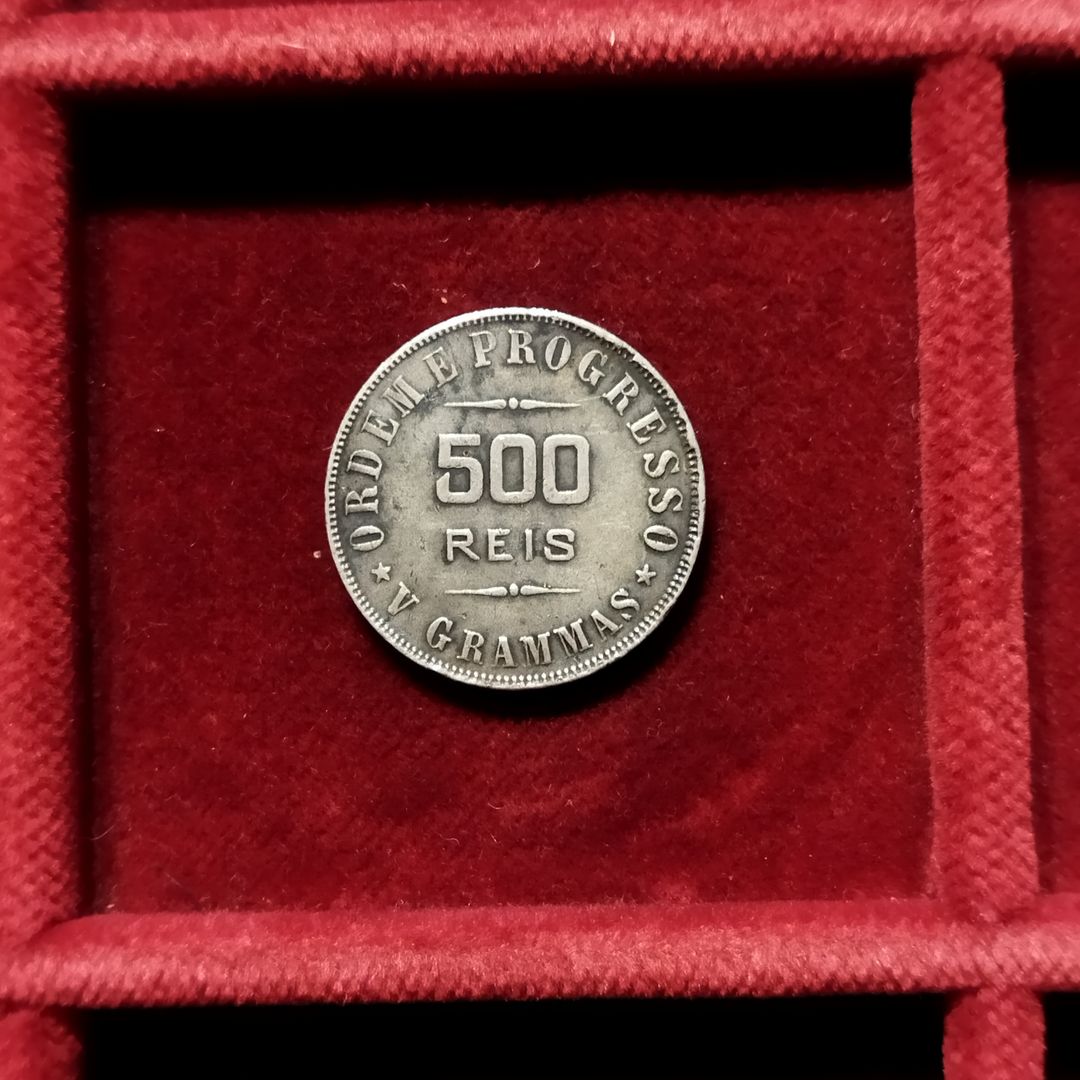 ORDEM E PROGRESSO
500
REIS
★ V GRAMMAS ★